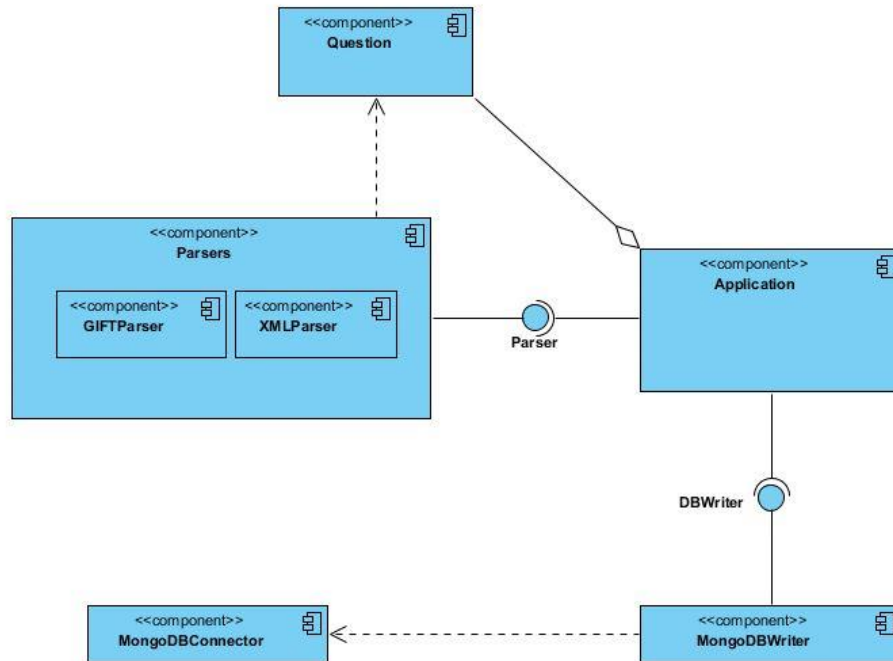 <<component>>
Question
<<component>>
Parsers
<<component>>
GIFTParser
<<component>>
XMLParser
Parser
<<component>>
Application
DBWriter
<<component>>
MongoDBConnector
<<component>>
MongoDBWriter